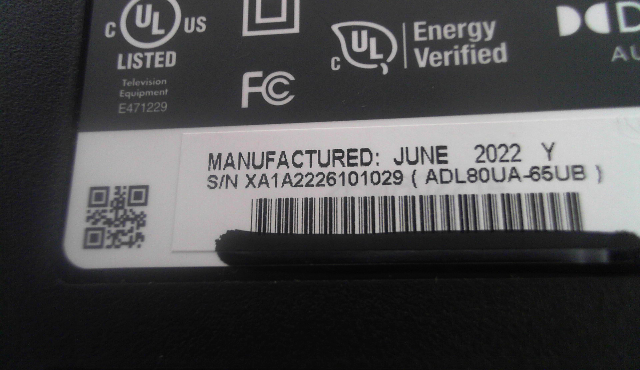 C UL US
LISTED
Television
Equipment
E471229
FC
C UL
Energy
Verified
MANUFACTURED: JUNE 2022 Y
S/N XA1A2226101029 ( ADL80UA-65UB )